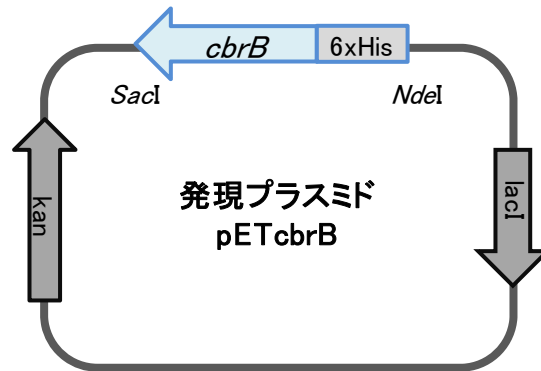 cbrB 6xHis
SacI NdeI
kan
発現プラスミド
pETcbrB
lacI